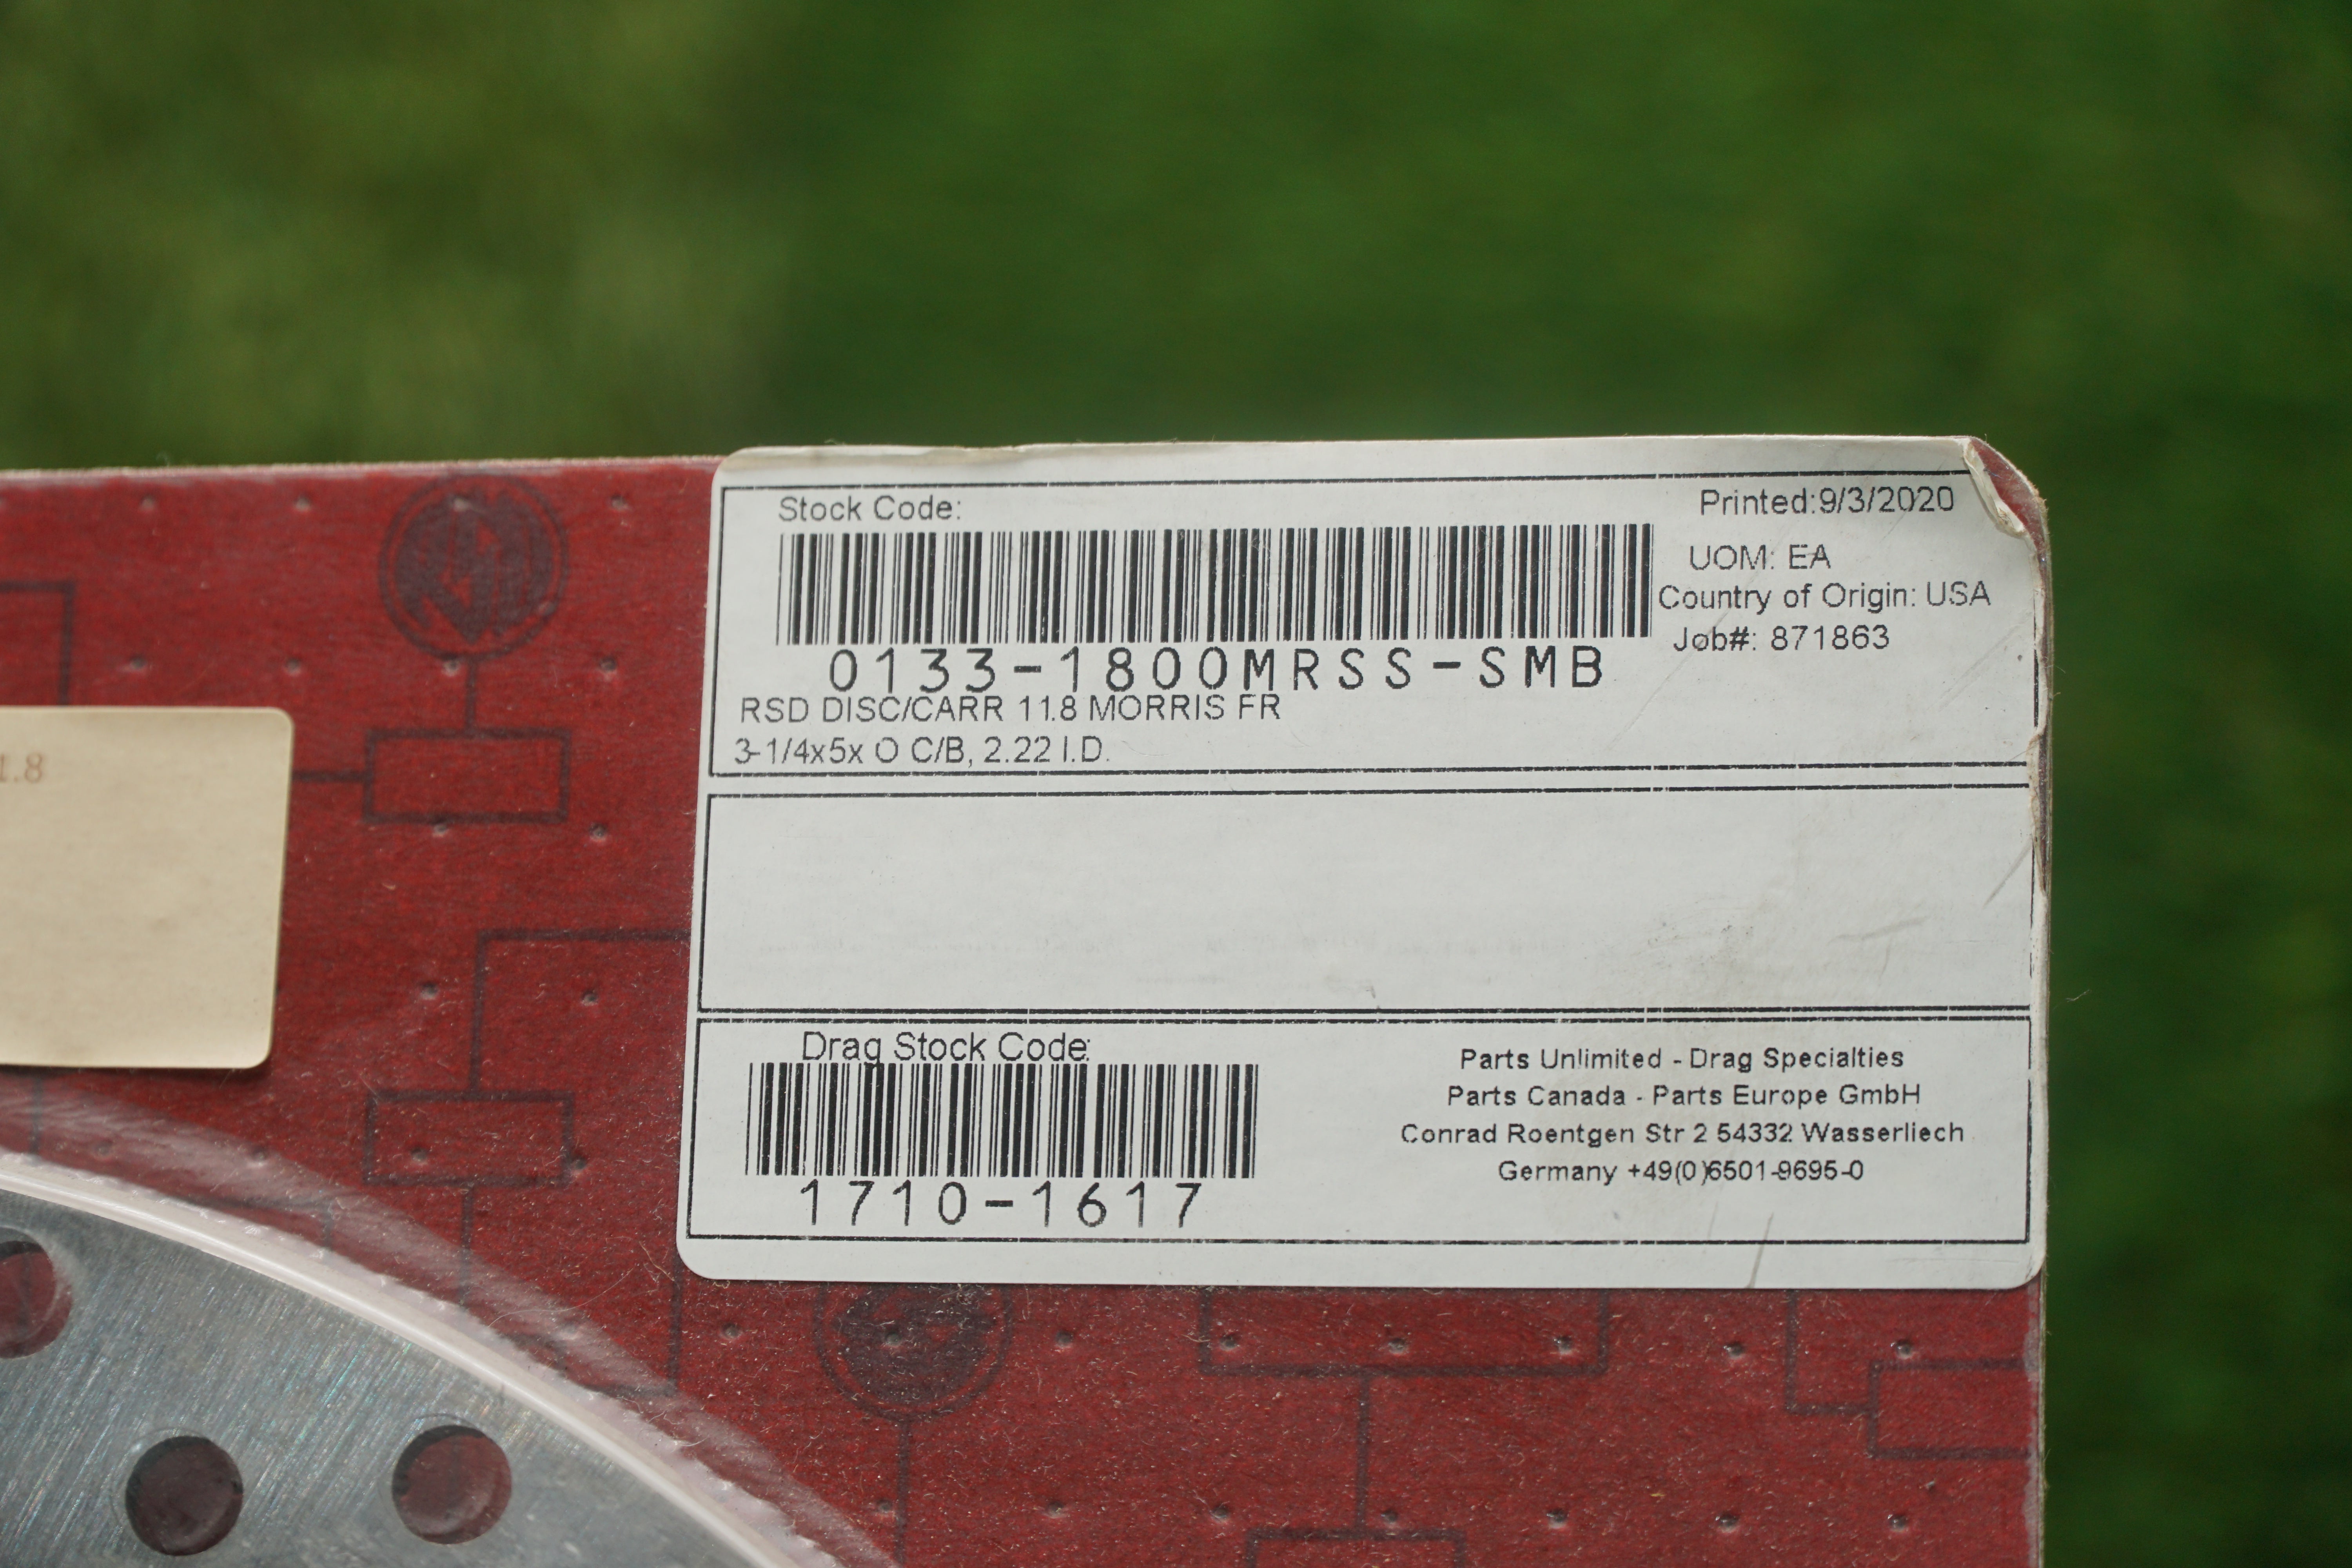 Stock Code:
Printed:9/3/2020
UOM: EA
Country of Origin: USA
Job#: 871863
0133-1800MRSS-SMB
RSD DISC/CARR 11.8 MORRIS FR
3-1/4x5x O C/B, 2.22 I.D.
1.8
Drag Stock Code:
1710-1617
Parts Unlimited - Drag Specialties
Parts Canada - Parts Europe GmbH
Conrad Roentgen Str 2 54332 Wasserliech
Germany +49(0)6501-9695-0